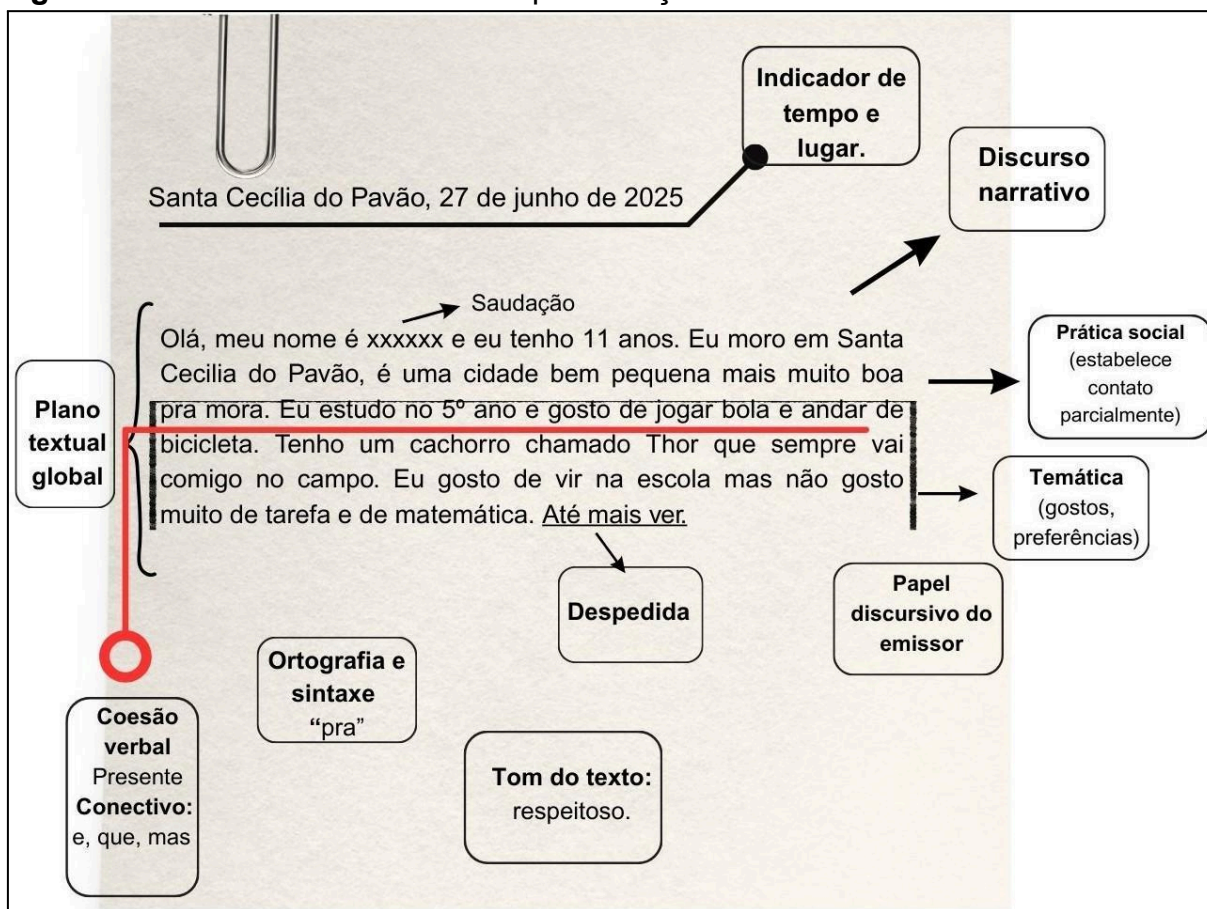 Indicador de
tempo e
lugar.
Discurso
narrativo
Santa Cecília do Pavão, 27 de junho de 2025
Saudação
Olá, meu nome é xxxxxx e eu tenho 11 anos. Eu moro em Santa
Cecilia do Pavão, é uma cidade bem pequena mais muito boa
pra mora. Eu estudo no 5º ano e gosto de jogar bola e andar de
bicicleta. Tenho um cachorro chamado Thor que sempre vai
comigo no campo. Eu gosto de vir na escola mas não gosto
muito de tarefa e de matemática. Até mais ver.
Plano
textual
global
Prática social
(estabelece
contato
parcialmente)
Temática
(gostos,
preferências)
Despedida
Papel
discursivo do
emissor
Ortografia e
sintaxe
“pra”
Coesão
verbal
Presente
Conectivo:
e, que, mas
Tom do texto:
respeitoso.